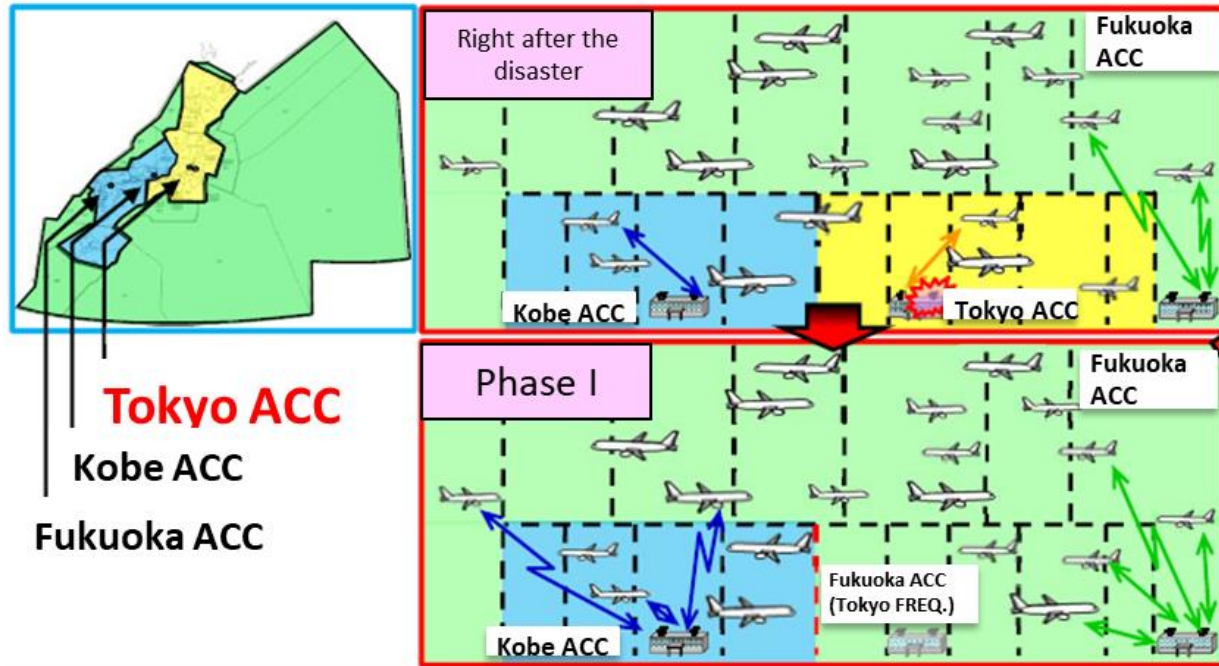 Right after the
disaster
Fukuoka
ACC
Kobe ACC
Tokyo ACC
Tokyo ACC
Kobe ACC
Fukuoka ACC
Phase I
Fukuoka
ACC
Fukuoka ACC
(Tokyo FREQ.)
Kobe ACC